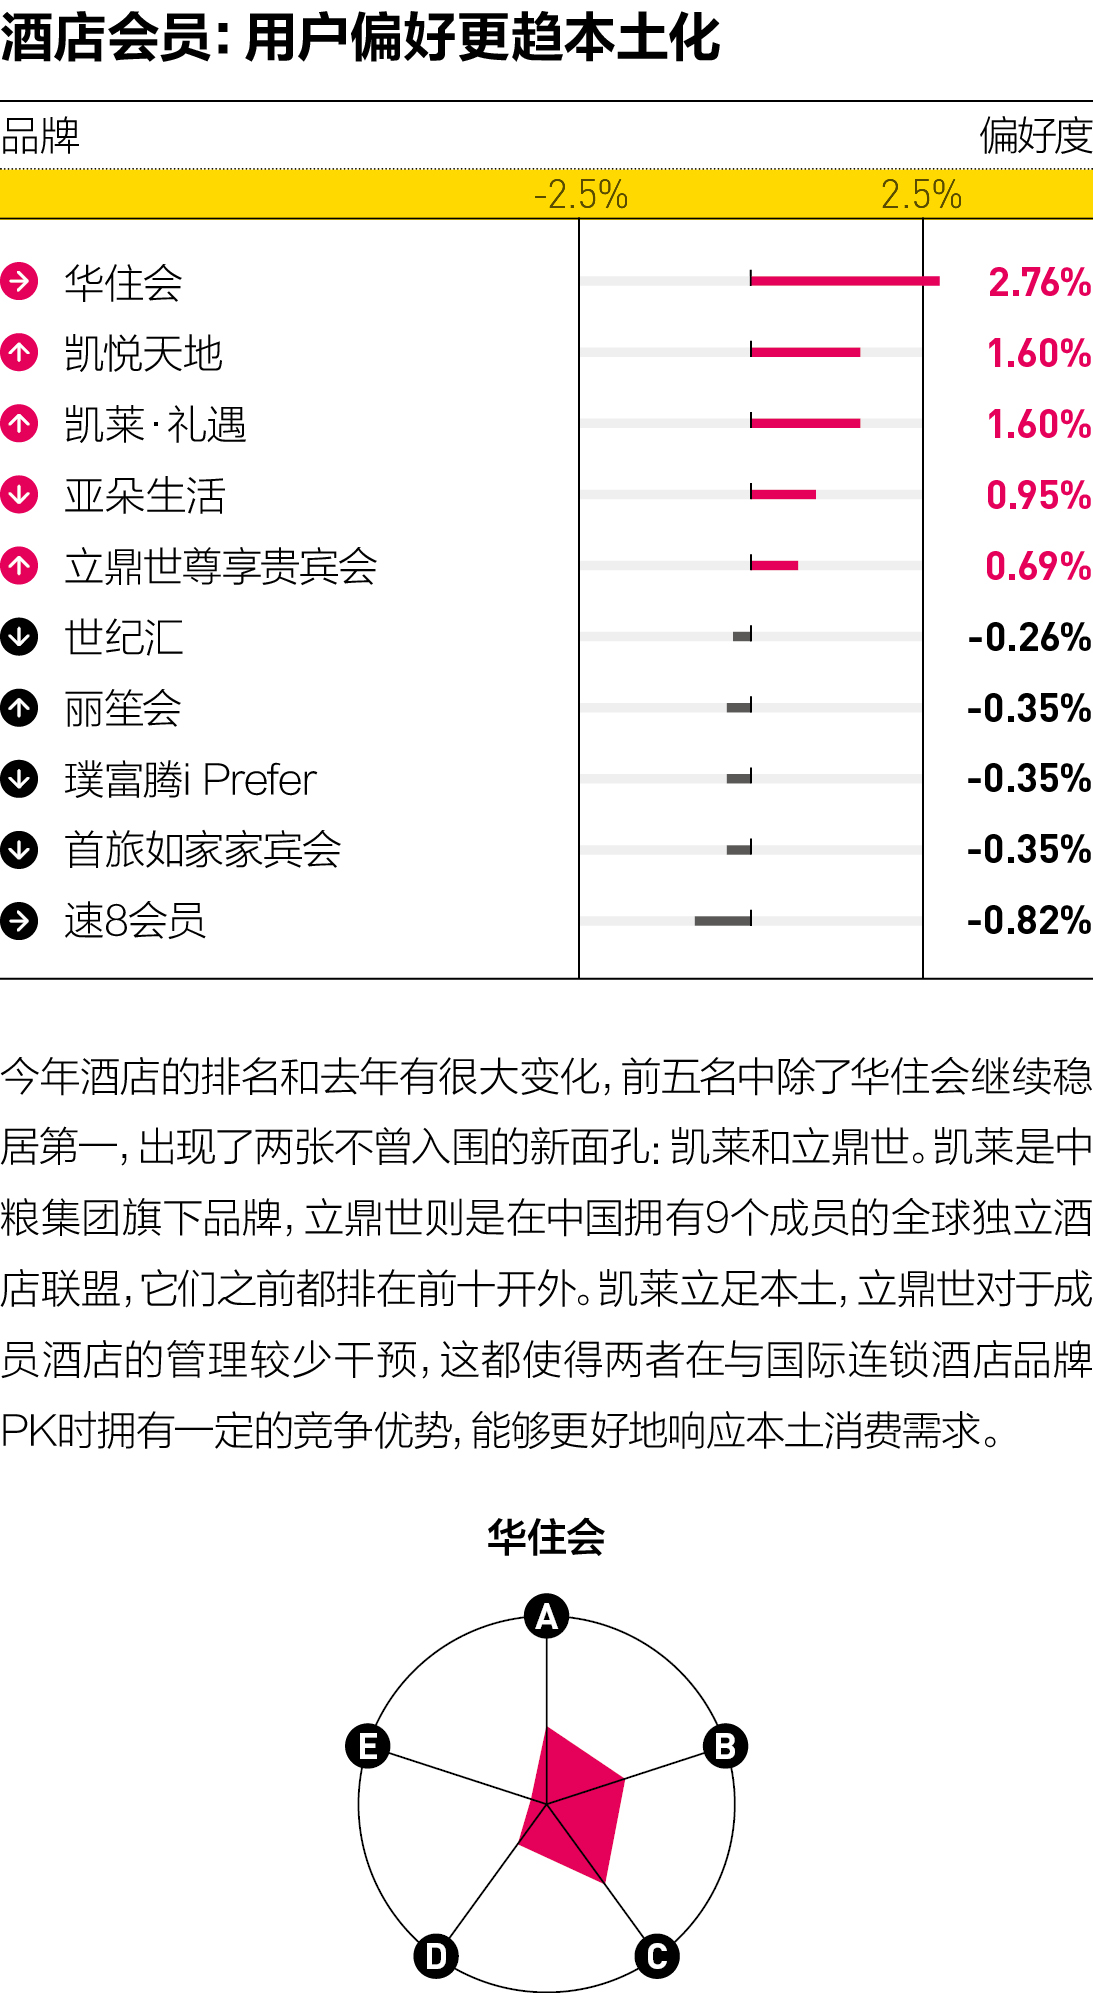 酒店会员：用户偏好更趋本土化
品牌 偏好度
-2.5% 2.5%
华住会 2.76%
凯悦天地 1.60%
凯莱·礼遇 1.60%
亚朵生活 0.95%
立鼎世尊享贵宾会 0.69%
世纪汇 -0.26%
丽笙会 -0.35%
璞富腾i Prefer -0.35%
首旅如家家宾会 -0.35%
速8会员 -0.82%
今年酒店的排名和去年有很大变化，前五名中除了华住会继续稳
居第一，出现了两张不曾入围的新面孔：凯莱和立鼎世。凯莱是中
粮集团旗下品牌，立鼎世则是在中国拥有9个成员的全球独立酒
店联盟，它们之前都排在前十开外。凯莱立足本土，立鼎世对于成
员酒店的管理较少干预，这都使得两者在与国际连锁酒店品牌
PK时拥有一定的竞争优势，能够更好地响应本土消费需求。
华住会
A
E B
D C